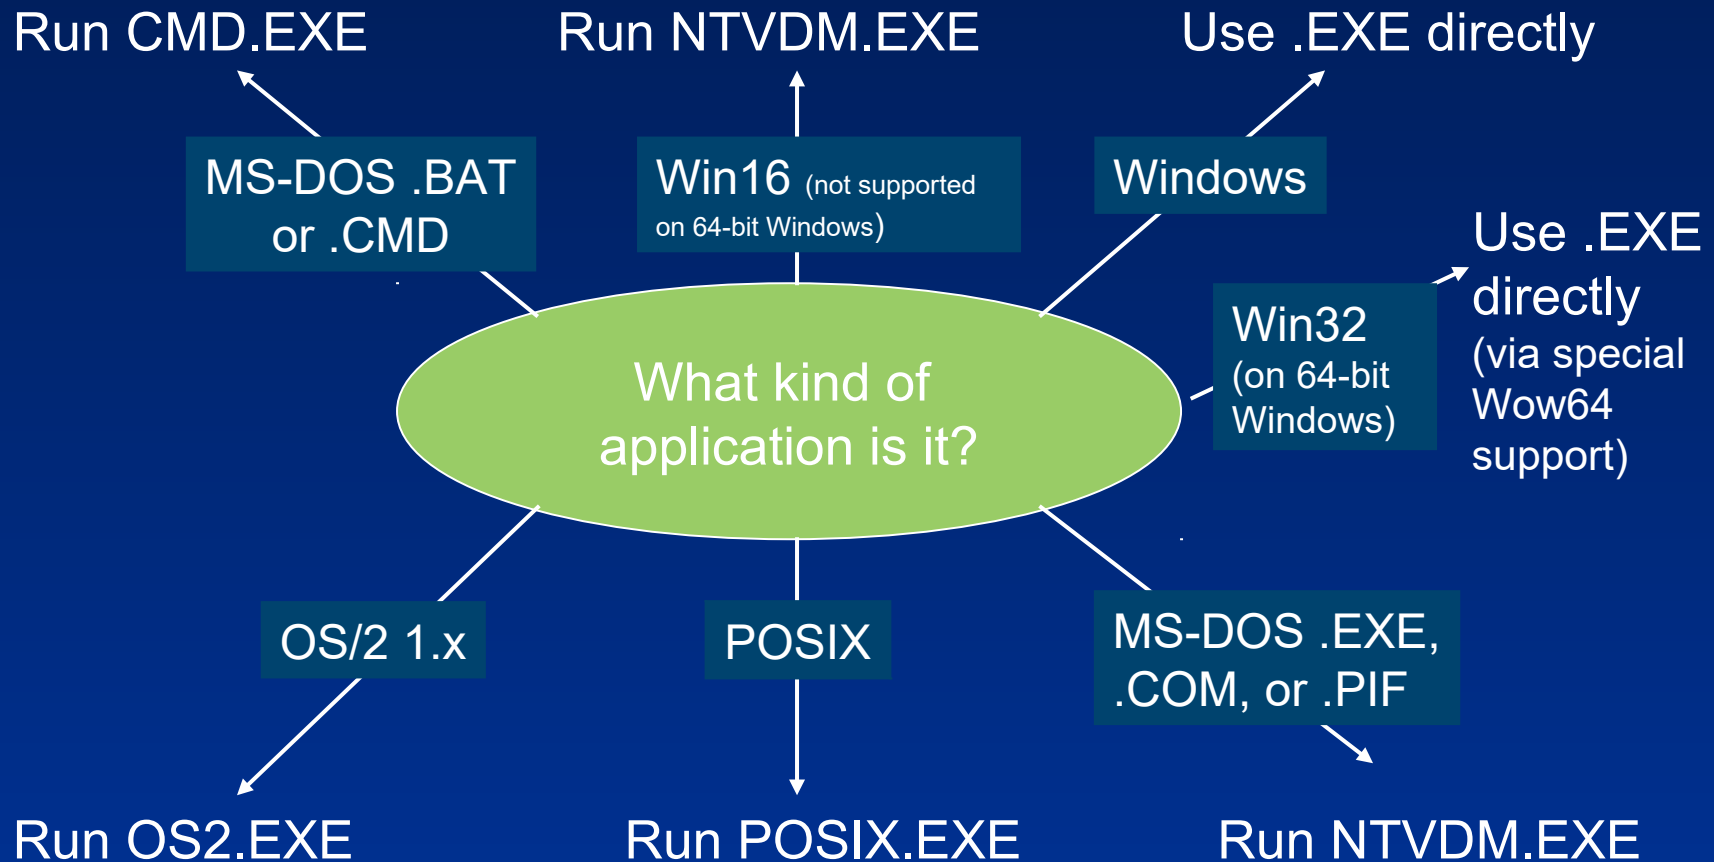 Run CMD.EXE
Run NTVDM.EXE
Use .EXE directly
MS-DOS .BAT
or .CMD
Win16 (not supported
on 64-bit Windows)
Windows
Use .EXE
directly
(via special
Wow64
support)
Win32
(on 64-bit
Windows)
What kind of
application is it?
OS/2 1.x
POSIX
MS-DOS .EXE,
.COM, or .PIF
Run OS2.EXE
Run POSIX.EXE
Run NTVDM.EXE